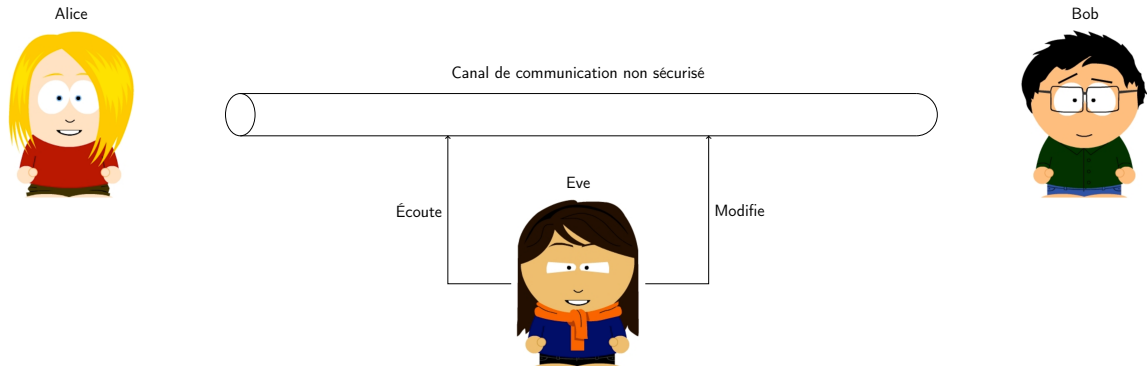 Alice
Bob
Canal de communication non sécurisé
Eve
Écoute
Modifie